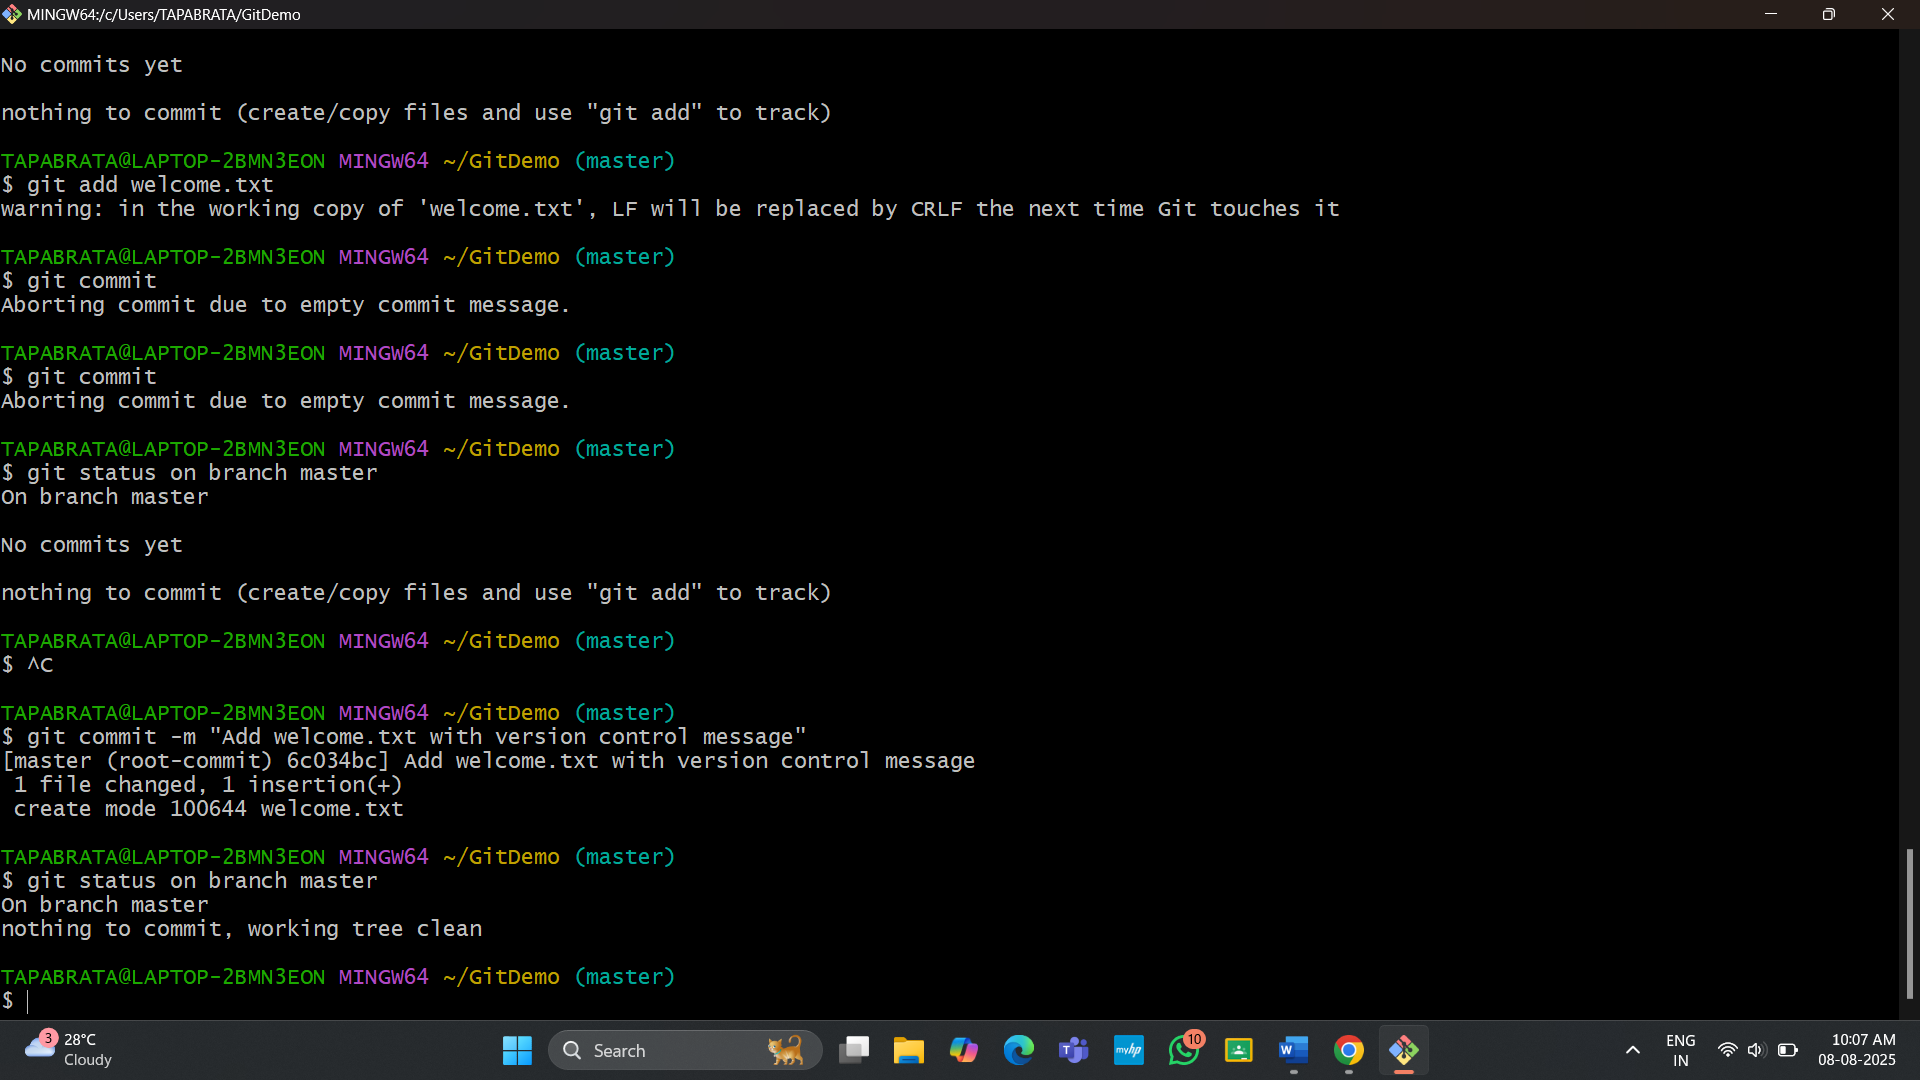 MINGW64:/c/Users/TAPABRATA/GitDemo
No commits yet
nothing to commit (create/copy files and use "git add" to track)
TAPABRATA@LAPTOP-2BMN3EON MINGW64 ~/GitDemo (master)
$ git add welcome.txt
warning: in the working copy of 'welcome.txt', LF will be replaced by CRLF the next time Git touches it
TAPABRATA@LAPTOP-2BMN3EON MINGW64 ~/GitDemo (master)
$ git commit
Aborting commit due to empty commit message.
TAPABRATA@LAPTOP-2BMN3EON MINGW64 ~/GitDemo (master)
$ git commit
Aborting commit due to empty commit message.
TAPABRATA@LAPTOP-2BMN3EON MINGW64 ~/GitDemo (master)
$ git status on branch master
On branch master
No commits yet
nothing to commit (create/copy files and use "git add" to track)
TAPABRATA@LAPTOP-2BMN3EON MINGW64 ~/GitDemo (master)
$ ^C
TAPABRATA@LAPTOP-2BMN3EON MINGW64 ~/GitDemo (master)
$ git commit -m "Add welcome.txt with version control message"
[master (root-commit) 6c034bc] Add welcome.txt with version control message
1 file changed, 1 insertion(+)
create mode 100644 welcome.txt
TAPABRATA@LAPTOP-2BMN3EON MINGW64 ~/GitDemo (master)
$ git status on branch master
On branch master
nothing to commit, working tree clean
TAPABRATA@LAPTOP-2BMN3EON MINGW64 ~/GitDemo (master)
$
3
28°C
Cloudy
Search
T
myhp
10
W
ENG
IN
10:07 AM
08-08-2025